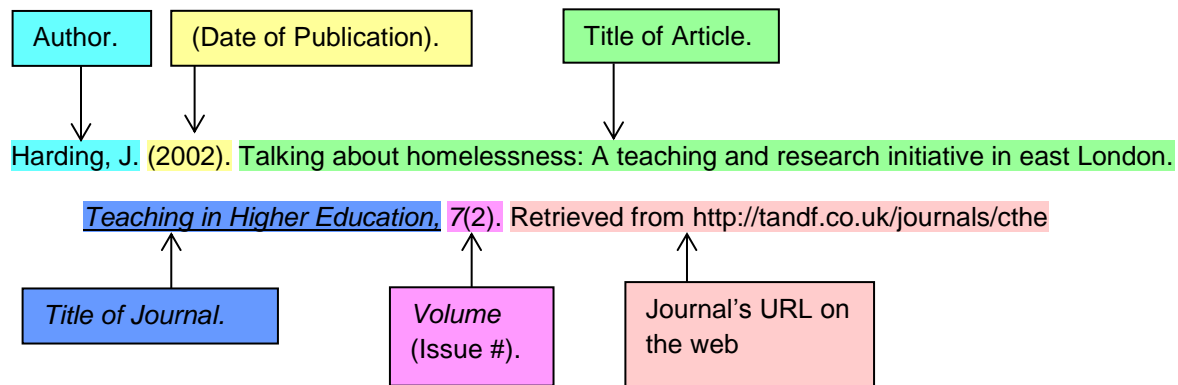 Author.
(Date of Publication).
Title of Article.
Harding, J. (2002). Talking about homelessness: A teaching and research initiative in east London.
Teaching in Higher Education, 7(2). Retrieved from http://tandf.co.uk/journals/cthe
Title of Journal.
Volume
(Issue #).
Journal's URL on
the web